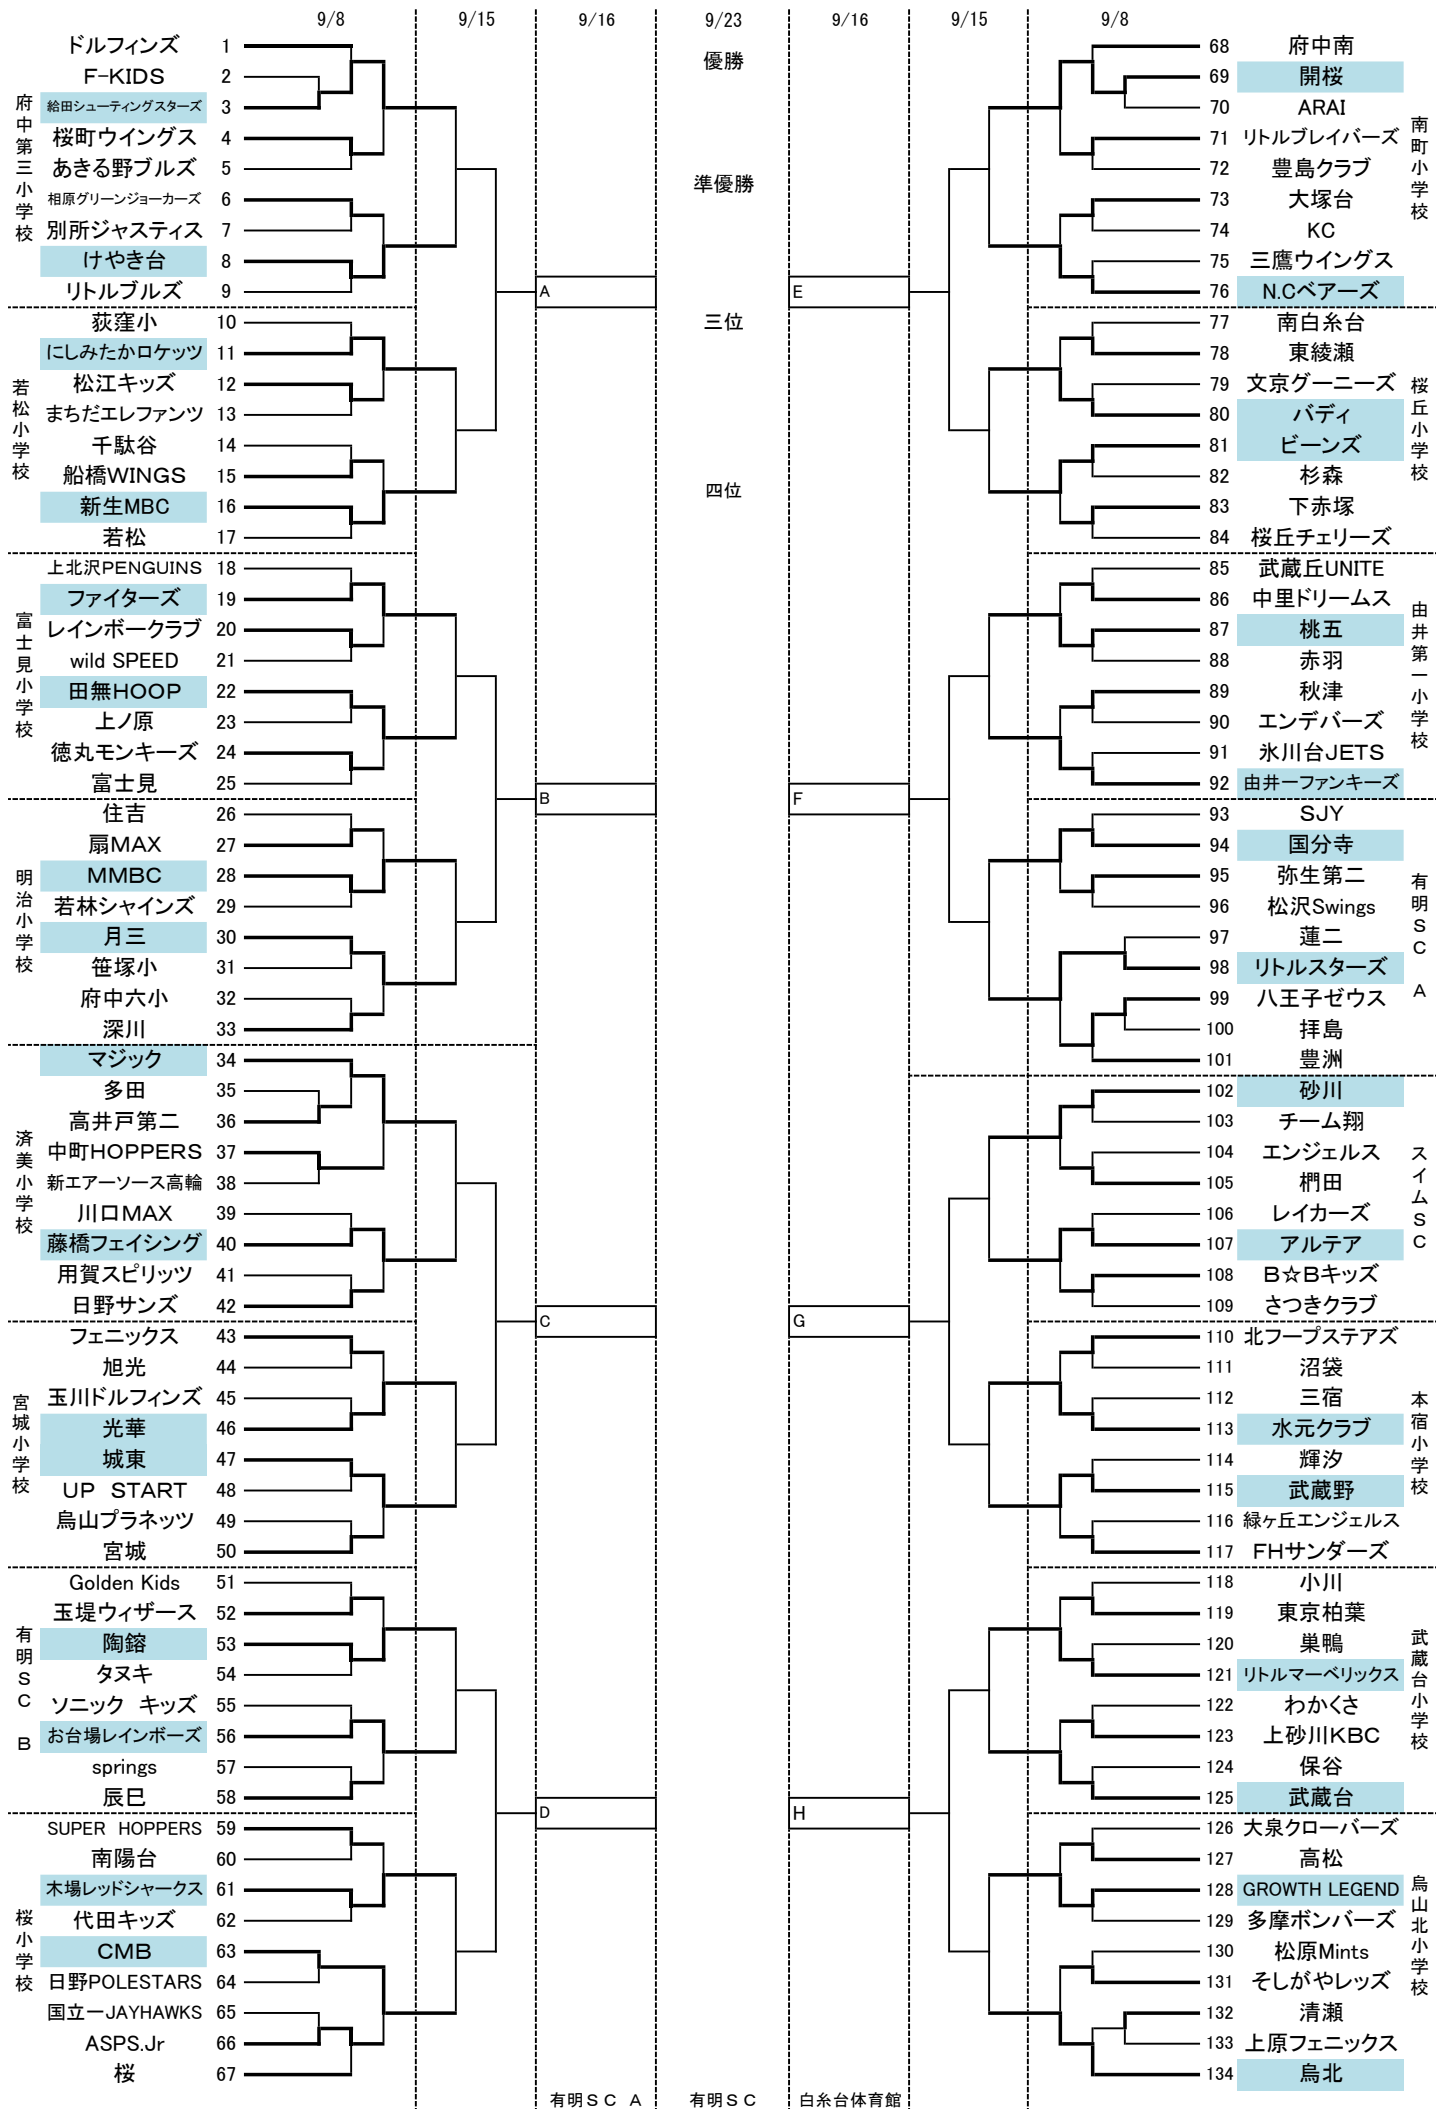 9/8 9/15 9/16 9/23 9/16 9/15 9/8
優勝
準優勝
三位
四位
府中第三小学校
ドルフィンズ 1
F-KIDS 2
給田シューティングスターズ 3
桜町ウイングス 4
あきる野ブルズ 5
相原グリーンジョーカーズ 6
別所ジャスティス 7
けやき台 8
リトルブルズ 9
若松小学校
荻窪小 10
にしみたかロケッツ 11
松江キッズ 12
まちだエレファンツ 13
千駄谷 14
船橋WINGS 15
新生MBC 16
若松 17
富士見小学校
上北沢PENGUINS 18
ファイターズ 19
レインボークラブ 20
wild SPEED 21
田無HOOP 22
上ノ原 23
徳丸モンキーズ 24
富士見 25
明治小学校
住吉 26
扇MAX 27
MMBC 28
若林シャインズ 29
月三 30
笹塚小 31
府中六小 32
深川 33
済美小学校
マジック 34
多田 35
高井戸第二 36
中町HOPPERS 37
新エアーソース高輪 38
川口MAX 39
藤橋フェイシング 40
用賀スピリッツ 41
日野サンズ 42
宮城小学校
フェニックス 43
旭光 44
玉川ドルフィンズ 45
光華 46
城東 47
UP START 48
烏山プラネッツ 49
宮城 50
有明SC B
Golden Kids 51
玉堤ウィザース 52
陶鎔 53
タヌキ 54
ソニック キッズ 55
お台場レインボーズ 56
springs 57
辰巳 58
桜小学校
SUPER HOPPERS 59
南陽台 60
木場レッドシャークス 61
代田キッズ 62
CMB 63
日野POLESTARS 64
国立一JAYHAWKS 65
ASPS.Jr 66
桜 67
A
B
C
D
E
F
G
H
68 府中南
69 開桜
70 ARAI
71 リトルブレイバーズ
72 豊島クラブ
73 大塚台
74 KC
75 三鷹ウイングス
76 N.Cベアーズ
南町小学校
77 南白糸台
78 東綾瀬
79 文京グーニーズ
80 バディ
81 ビーンズ
82 杉森
83 下赤塚
84 桜丘チェリーズ
桜丘小学校
85 武蔵丘UNITE
86 中里ドリームス
87 桃五
88 赤羽
89 秋津
90 エンデバーズ
91 氷川台JETS
92 由井一ファンキーズ
由井第一小学校
93 SJY
94 国分寺
95 弥生第二
96 松沢Swings
97 蓮二
98 リトルスターズ
99 八王子ゼウス
100 拝島
101 豊洲
有明SC A
102 砂川
103 チーム翔
104 エンジェルス
105 椚田
106 レイカーズ
107 アルテア
108 B☆Bキッズ
109 さつきクラブ
スイムSC
110 北フープステアズ
111 沼袋
112 三宿
113 水元クラブ
114 輝汐
115 武蔵野
116 緑ヶ丘エンジェルス
117 FHサンダーズ
本宿小学校
118 小川
119 東京柏葉
120 巣鴨
121 リトルマーベリックス
122 わかくさ
123 上砂川KBC
124 保谷
125 武蔵台
武蔵台小学校
126 大泉クローバーズ
127 高松
128 GROWTH LEGEND
129 多摩ボンバーズ
130 松原Mints
131 そしがやレッズ
132 清瀬
133 上原フェニックス
134 烏北
烏山北小学校
有明SC A 有明SC 白糸台体育館